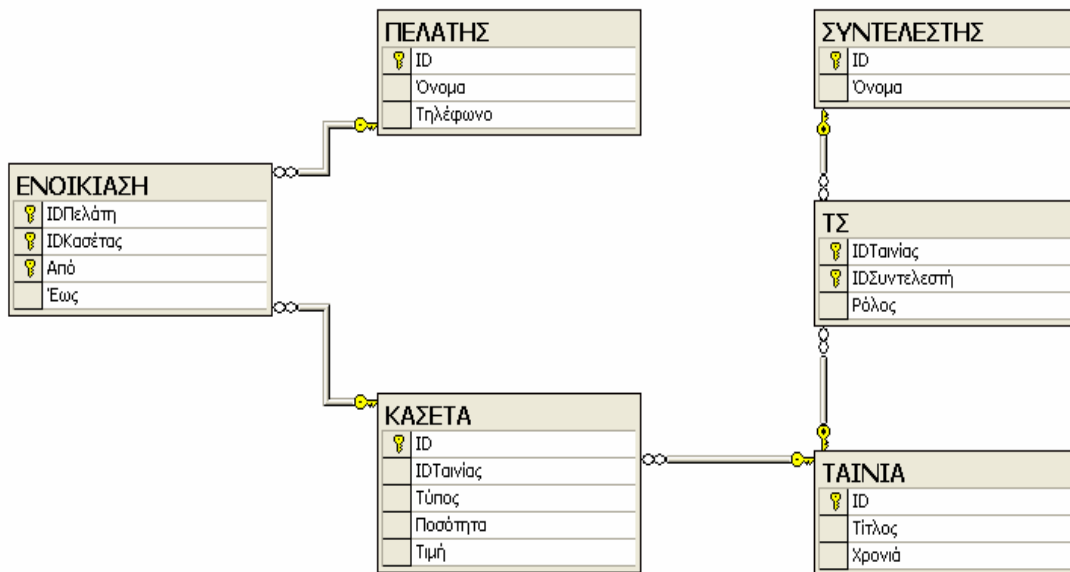 ΠΕΛΑΤΗΣ
ID
Όνομα
Τηλέφωνο
ΣΥΝΤΕΛΕΣΤΗΣ
ID
Όνομα
ΕΝΟΙΚΙΑΣΗ
IDΠελάτη
IDΚασέτας
Από
Έως
ΤΣ
IDΤαινίας
IDΣυντελεστή
Ρόλος
ΚΑΣΕΤΑ
ID
IDΤαινίας
Τύπος
Ποσότητα
Τιμή
ΤΑΙΝΙΑ
ID
Τίτλος
Χρονιά